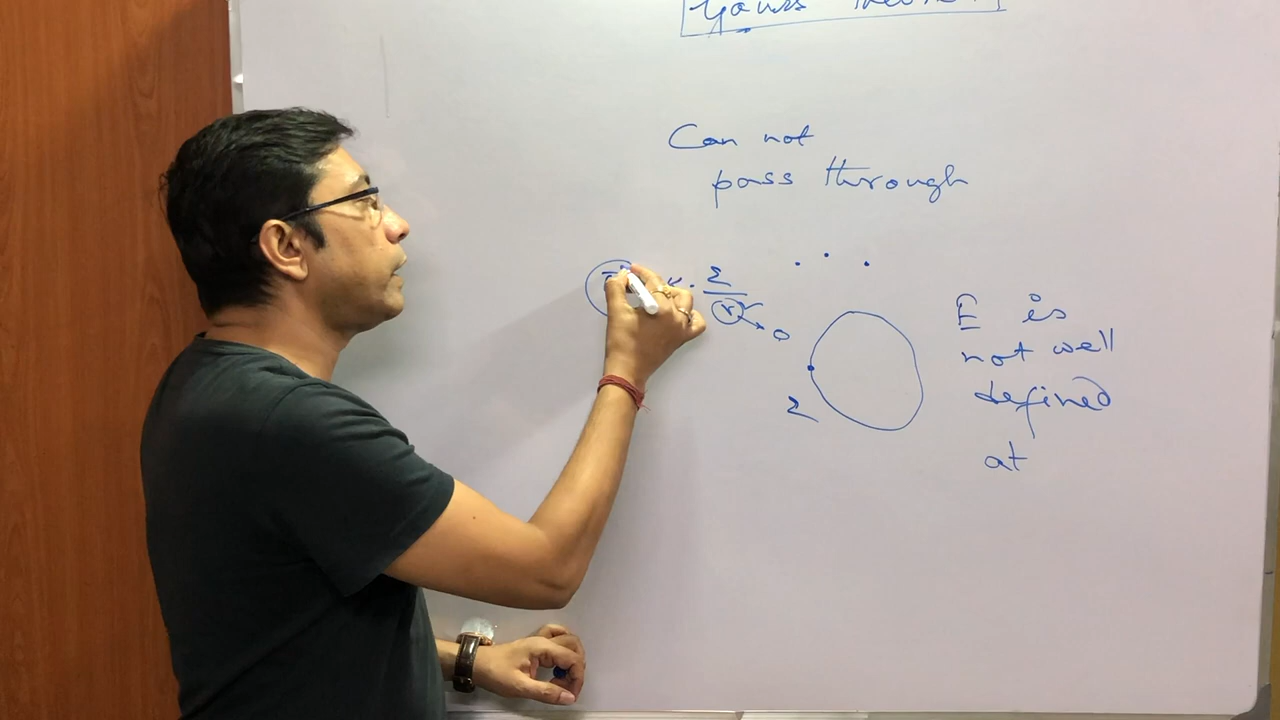 Gauss Theorem
Can not
pass through
E is
not well
defined
at